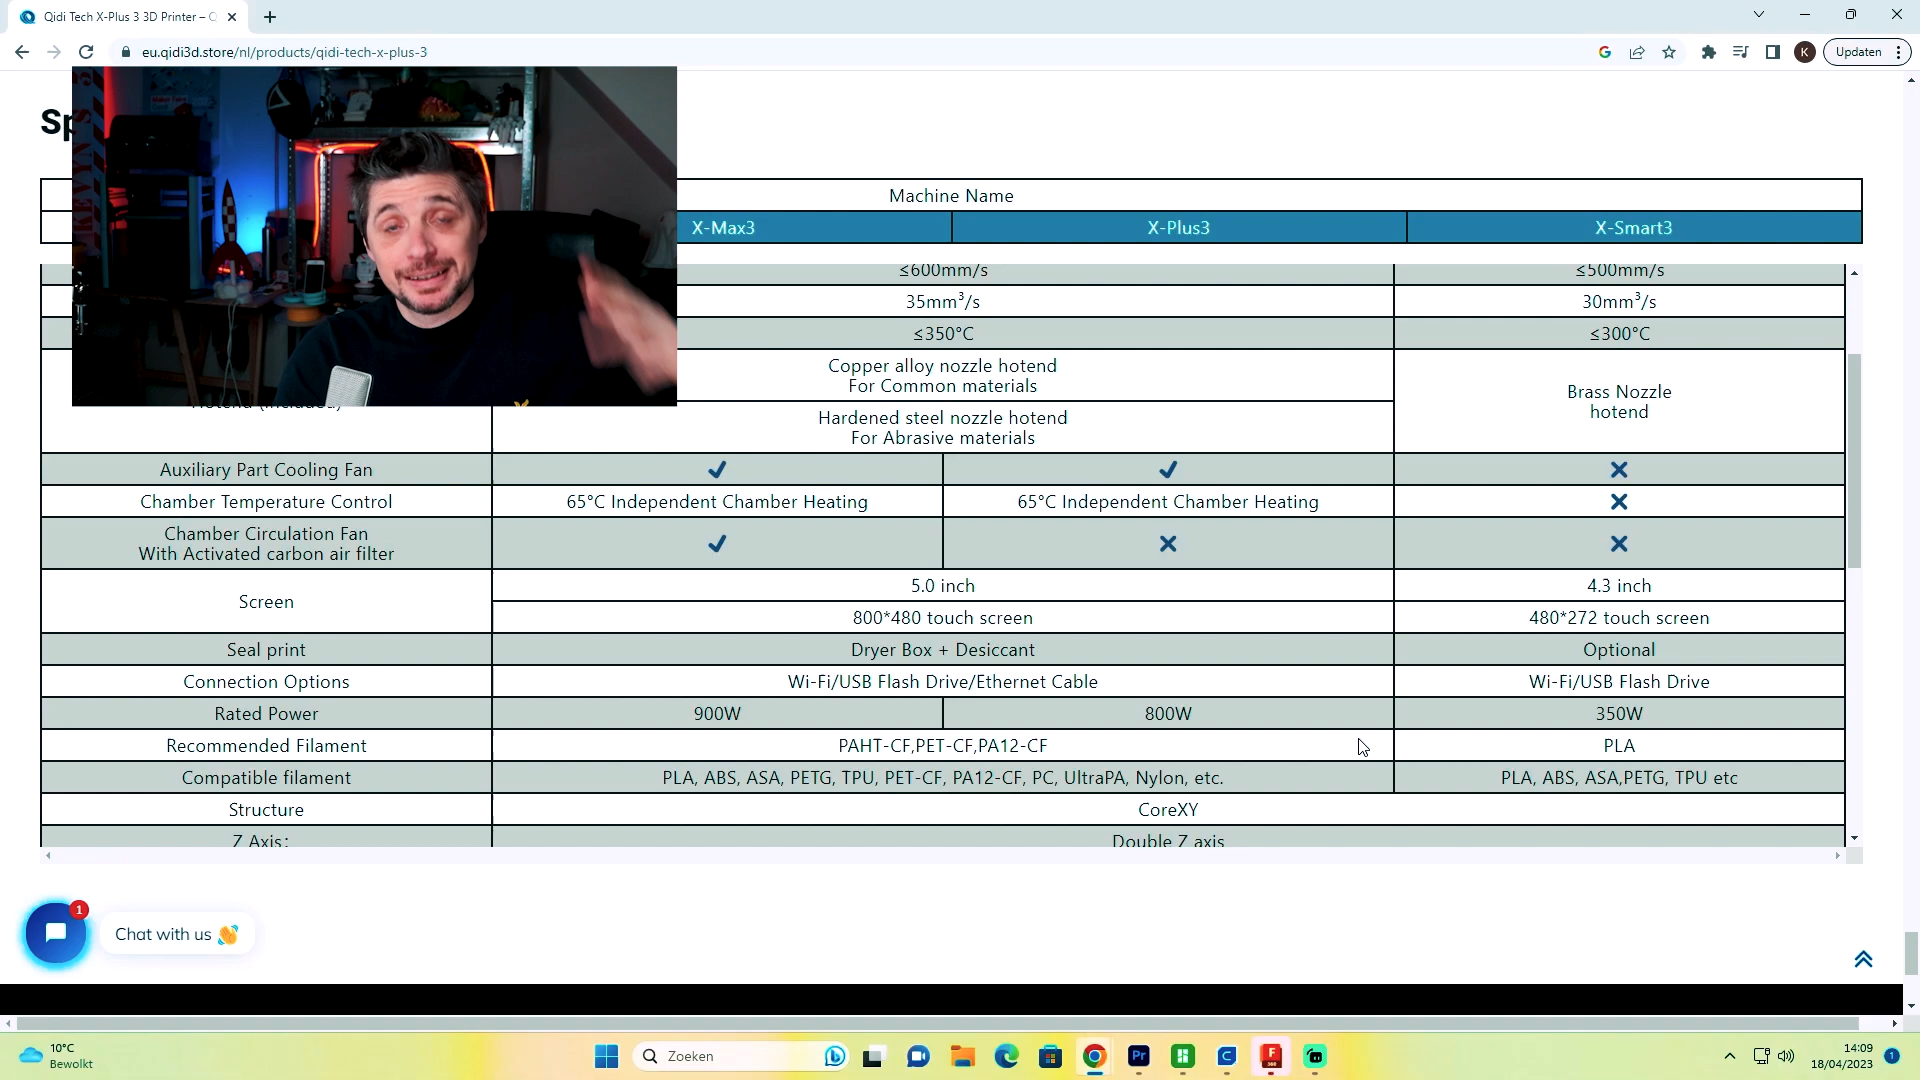 Qidi Tech X-Plus 3 3D Printer –
eu.qidi3d.store/nl/products/qidi-tech-x-plus-3
K
Updaten
Sp
Machine Name
X-Max3
X-Plus3
X-Smart3
≤600mm/s
≤500mm/s
35mm³/s
30mm³/s
≤350°C
≤300°C
Copper alloy nozzle hotend
For Common materials
Brass Nozzle
hotend
Hardened steel nozzle hotend
For Abrasive materials
Auxiliary Part Cooling Fan
Chamber Temperature Control
65°C Independent Chamber Heating
65°C Independent Chamber Heating
Chamber Circulation Fan
With Activated carbon air filter
Screen
5.0 inch
4.3 inch
800*480 touch screen
480*272 touch screen
Seal print
Dryer Box + Desiccant
Optional
Connection Options
Wi-Fi/USB Flash Drive/Ethernet Cable
Wi-Fi/USB Flash Drive
Rated Power
900W
800W
350W
Recommended Filament
PAHT-CF,PET-CF,PA12-CF
PLA
Compatible filament
PLA, ABS, ASA, PETG, TPU, PET-CF, PA12-CF, PC, UltraPA, Nylon, etc.
PLA, ABS, ASA,PETG, TPU etc
Structure
CoreXY
Z Axis:
Double Z axis
1
Chat with us
10°C
Bewolkt
Zoeken
Pr
F
14:09
18/04/2023
1